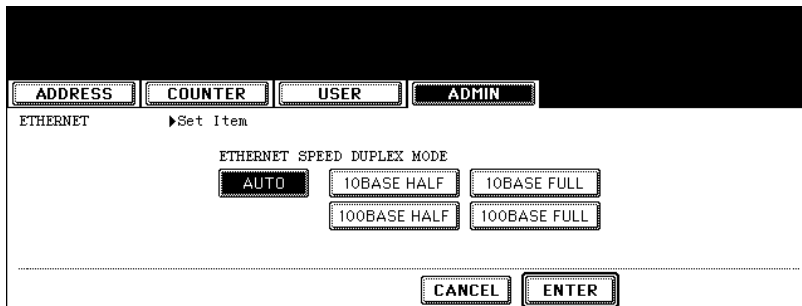 ADDRESS COUNTER USER ADMIN
ETHERNET ▶Set Item
ETHERNET SPEED DUPLEX MODE
AUTO 10BASE HALF 10BASE FULL
100BASE HALF 100BASE FULL
CANCEL ENTER